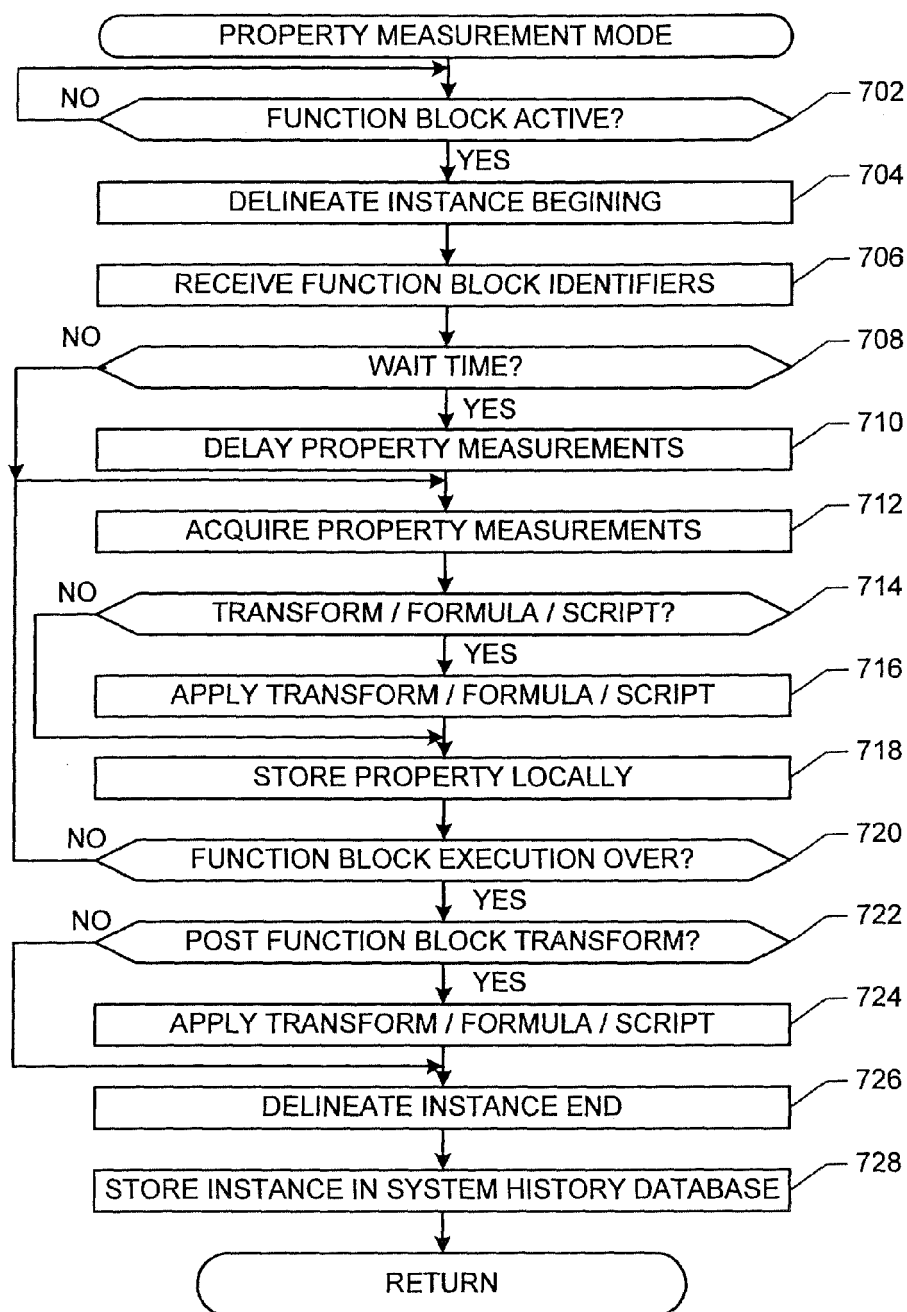 PROPERTY MEASUREMENT MODE
NO
FUNCTION BLOCK ACTIVE?
702
YES
DELINEATE INSTANCE BEGINING
704
RECEIVE FUNCTION BLOCK IDENTIFIERS
706
NO
WAIT TIME?
708
YES
DELAY PROPERTY MEASUREMENTS
710
ACQUIRE PROPERTY MEASUREMENTS
712
NO
TRANSFORM / FORMULA / SCRIPT?
714
YES
APPLY TRANSFORM / FORMULA / SCRIPT
716
STORE PROPERTY LOCALLY
718
NO
FUNCTION BLOCK EXECUTION OVER?
720
YES
NO
POST FUNCTION BLOCK TRANSFORM?
722
YES
APPLY TRANSFORM / FORMULA / SCRIPT
724
DELINEATE INSTANCE END
726
STORE INSTANCE IN SYSTEM HISTORY DATABASE
728
RETURN